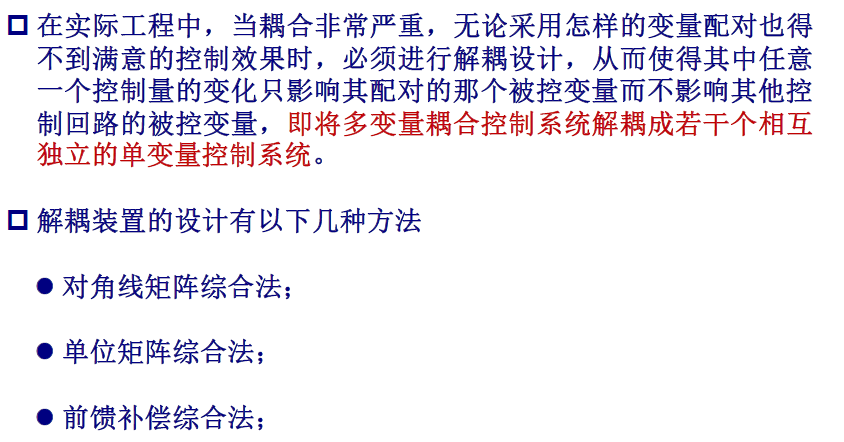 在实际工程中，当耦合非常严重，无论采用怎样的变量配对也得
不到满意的控制效果时，必须进行解耦设计，从而使得其中任意
一个控制量的变化只影响其配对的那个被控变量而不影响其他控
制回路的被控变量，即将多变量耦合控制系统解耦成若干个相互
独立的单变量控制系统。
解耦装置的设计有以下几种方法
对角线矩阵综合法；
单位矩阵综合法；
前馈补偿综合法；